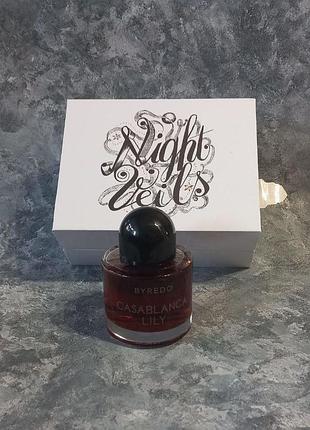 Night
Veils
BYREDO
CASABLANCA
LILY